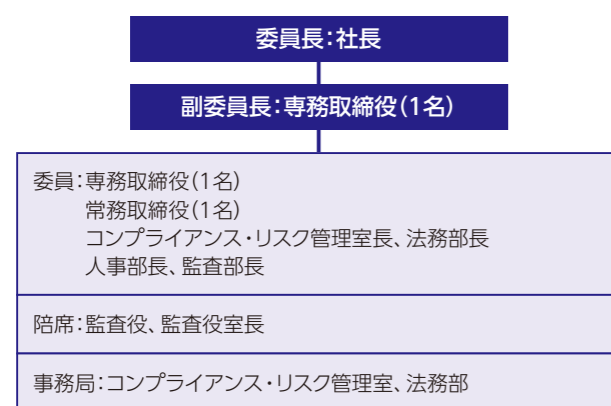 委員長：社長
副委員長：専務取締役（1名）
委員：専務取締役（1名）
常務取締役（1名）
コンプライアンス・リスク管理室長、法務部長
人事部長、監査部長
陪席：監査役、監査役室長
事務局：コンプライアンス・リスク管理室、法務部